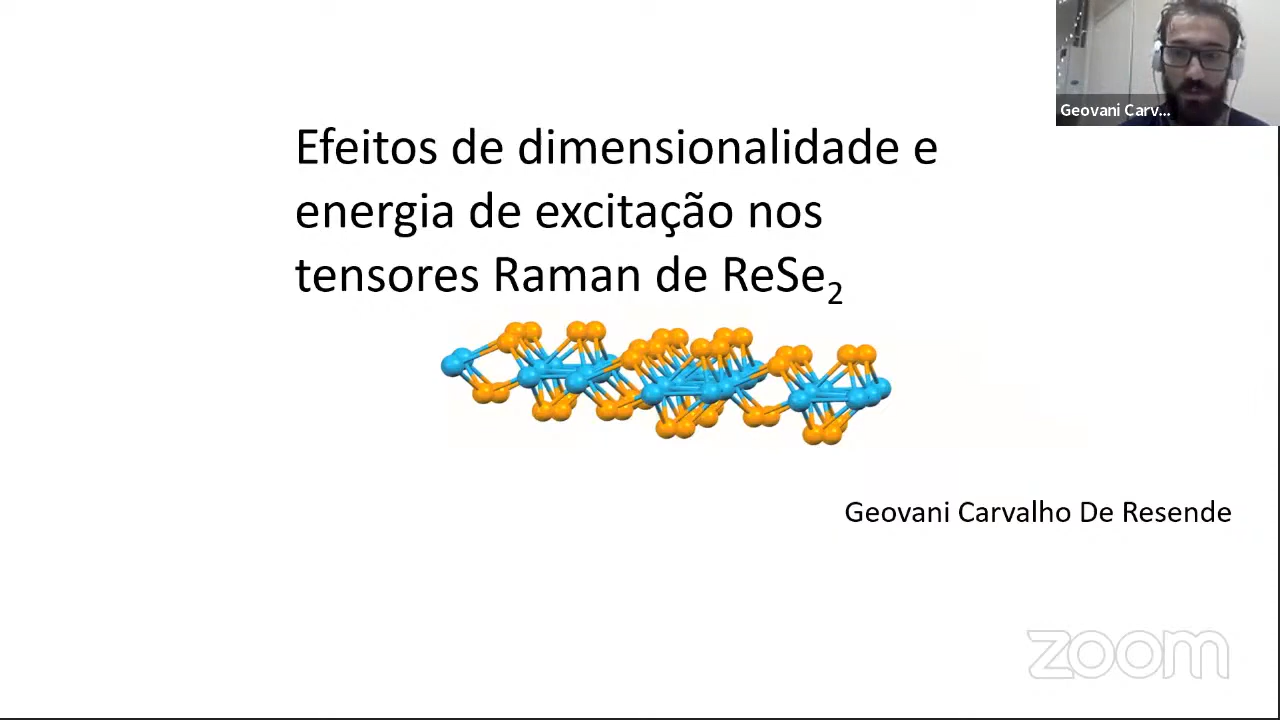 Geovani Carv...
Efeitos de dimensionalidade e
energia de excitação nos
tensores Raman de ReSe₂
Geovani Carvalho De Resende
zoom